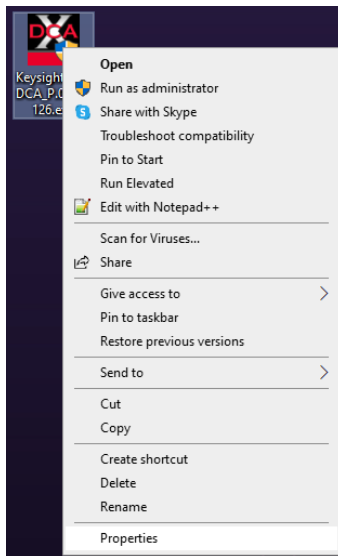 DCA
Keysight
DCA_P.0
126.e
Open
Run as administrator
Share with Skype
Troubleshoot compatibility
Pin to Start
Run Elevated
Edit with Notepad++
Scan for Viruses...
Share
Give access to
Pin to taskbar
Restore previous versions
Send to
Cut
Copy
Create shortcut
Delete
Rename
Properties